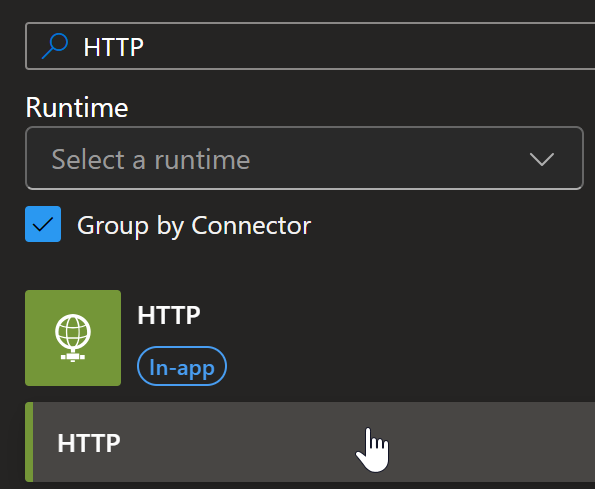 HTTP
Runtime
Select a runtime
Group by Connector
HTTP
In-app
HTTP